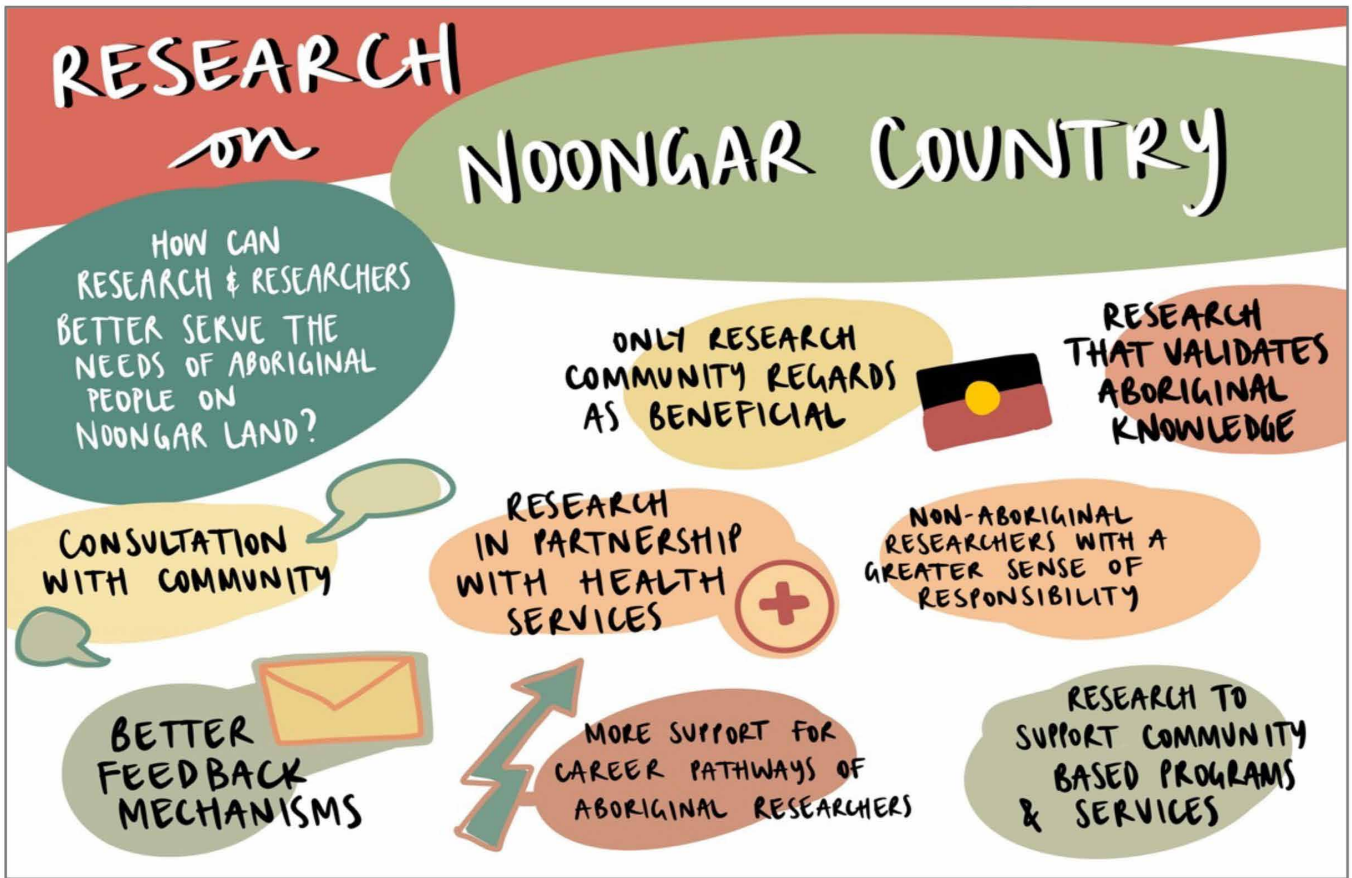 RESEARCH
on
NOONGAR COUNTRY
HOW CAN
RESEARCH & RESEARCHERS
BETTER SERVE THE
NEEDS OF ABORIGINAL
PEOPLE ON
NOONGAR LAND?
ONLY RESEARCH
COMMUNITY REGARDS
AS BENEFICIAL
RESEARCH
THAT VALIDATES
ABORIGINAL
KNOWLEDGE
CONSULTATION
WITH COMMUNITY
RESEARCH
IN PARTNERSHIP
WITH HEALTH
SERVICES
NON-ABORIGINAL
RESEARCHERS WITH A
GREATER SENSE OF
RESPONSIBILITY
BETTER
FEEDBACK
MECHANISMS
MORE SUPPORT FOR
CAREER PATHWAYS OF
ABORIGINAL RESEARCHERS
RESEARCH TO
SUPPORT COMMUNITY
BASED PROGRAMS
& SERVICES